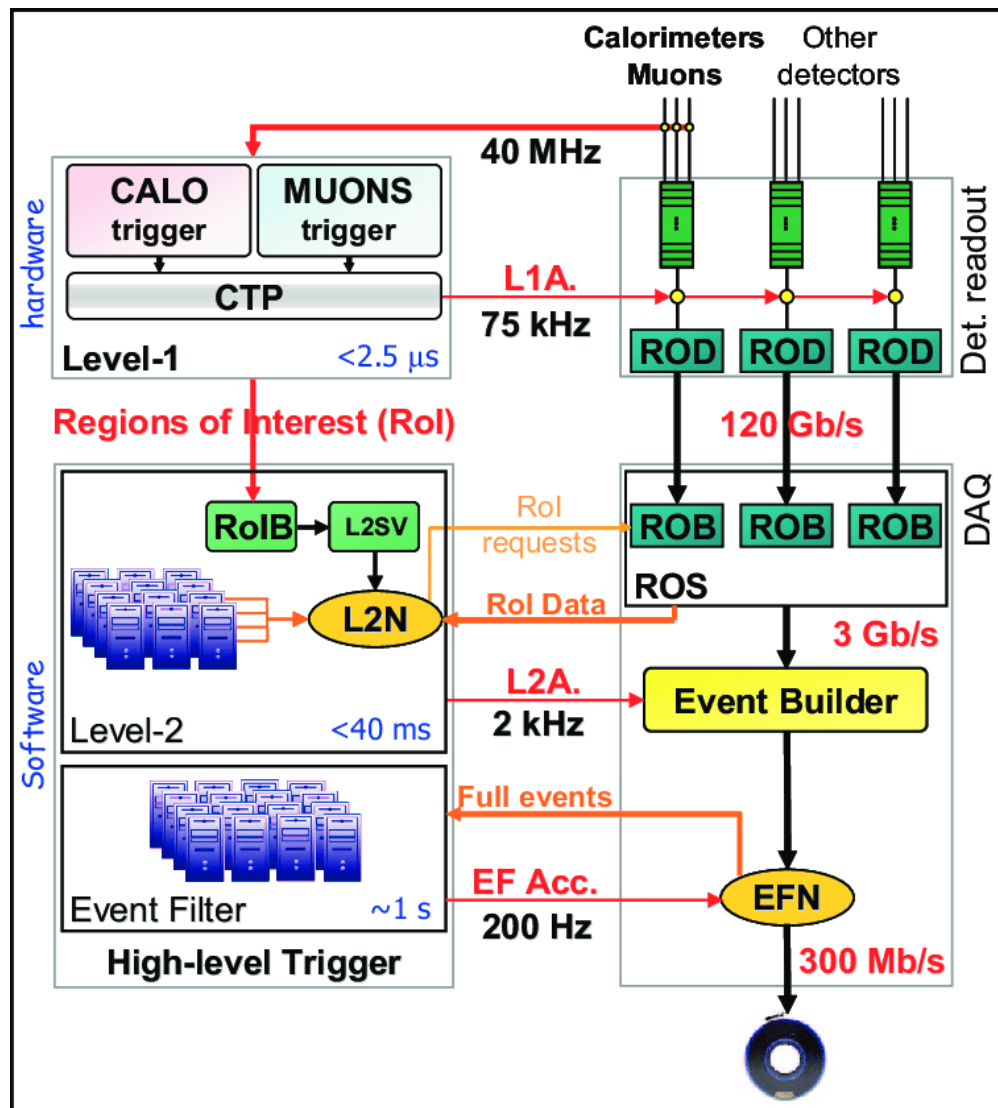 Calorimeters
Muons
Other
detectors
40 MHz
CALO
trigger
MUONS
trigger
CTP
Level-1
<2.5 μs
hardware
L1A.
75 kHz
ROD
ROD
ROD
Det. readout
Regions of Interest (RoI)
120 Gb/s
RoIB
L2SV
L2N
RoI
requests
RoI Data
ROB
ROB
ROB
ROS
DAQ
3 Gb/s
Level-2
<40 ms
Software
L2A.
2 kHz
Event Builder
Full events
Event Filter
~1 s
EF Acc.
200 Hz
EFN
High-level Trigger
300 Mb/s